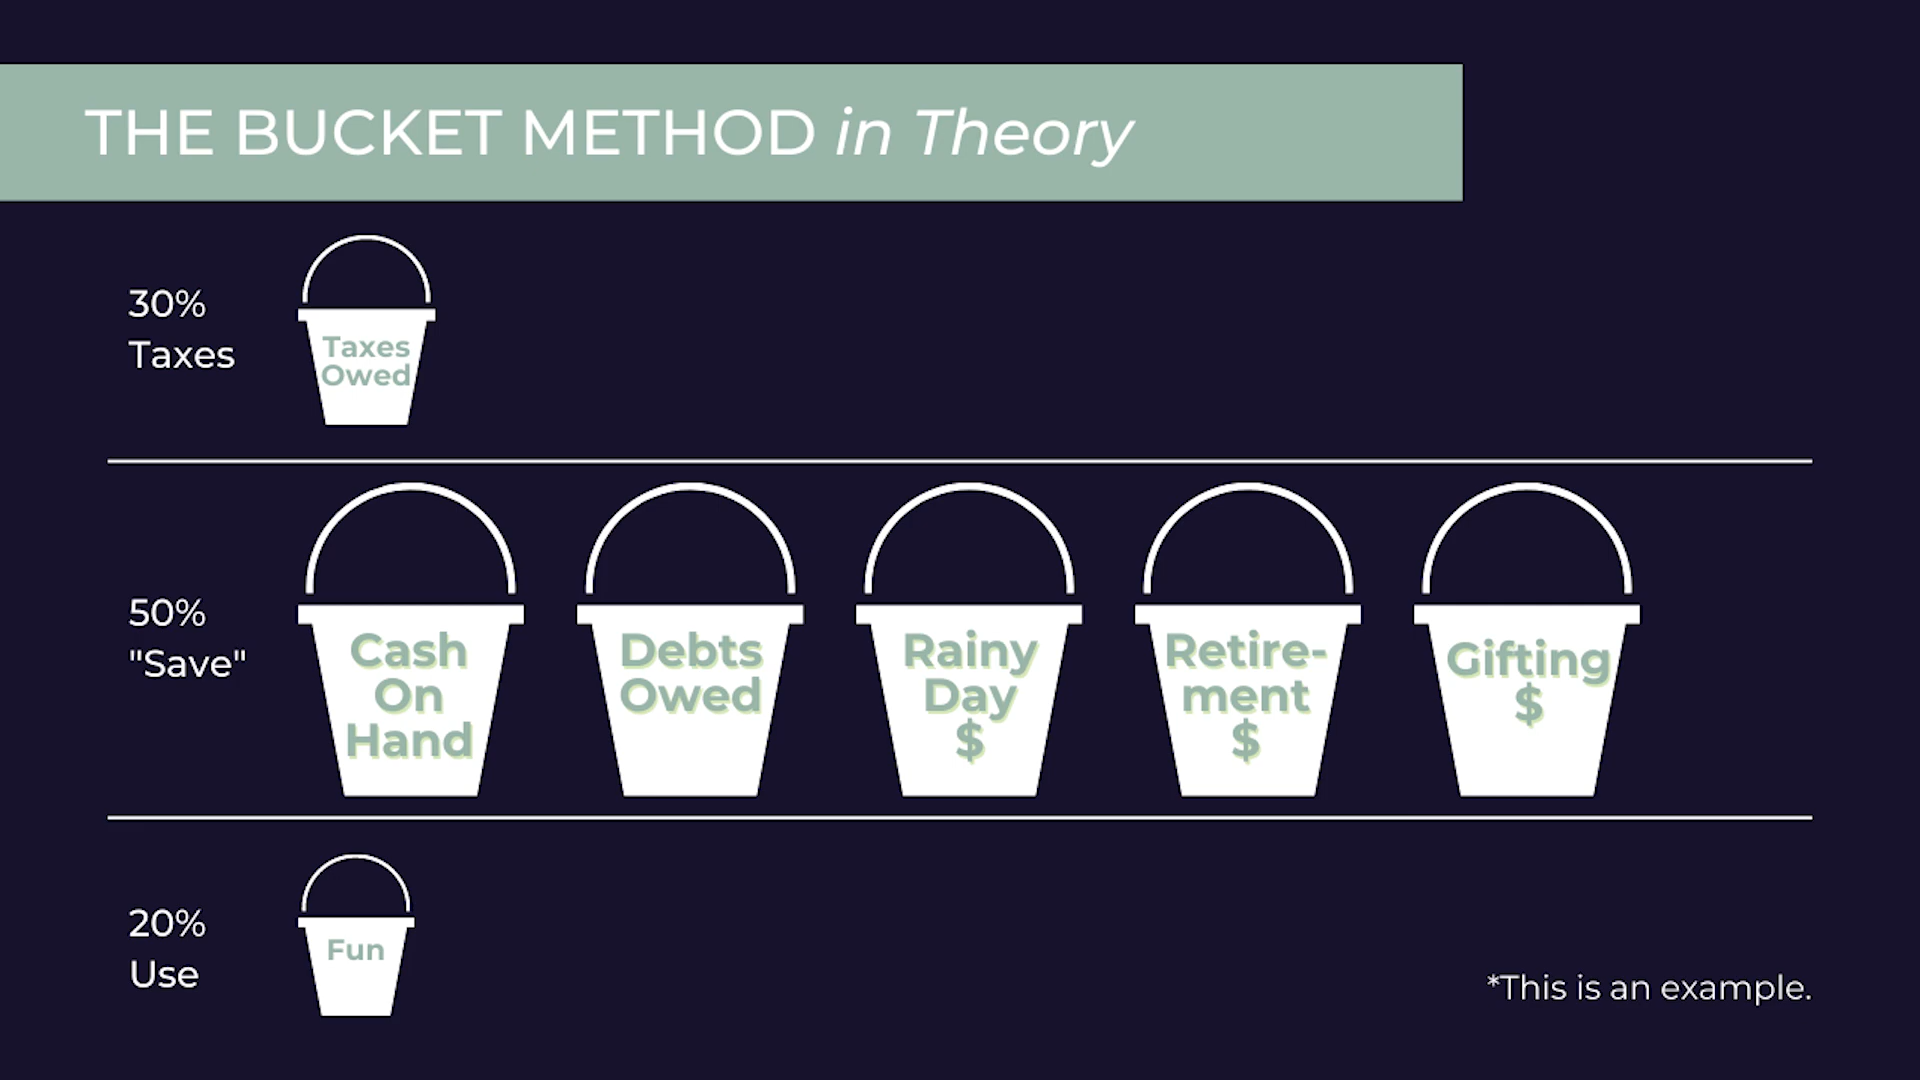 THE BUCKET METHOD in Theory
30%
Taxes
Taxes
Owed
50%
"Save"
Cash
On
Hand
Debts
Owed
Rainy
Day
$
Retire-
ment
$
Gifting
$
20%
Use
Fun
*This is an example.